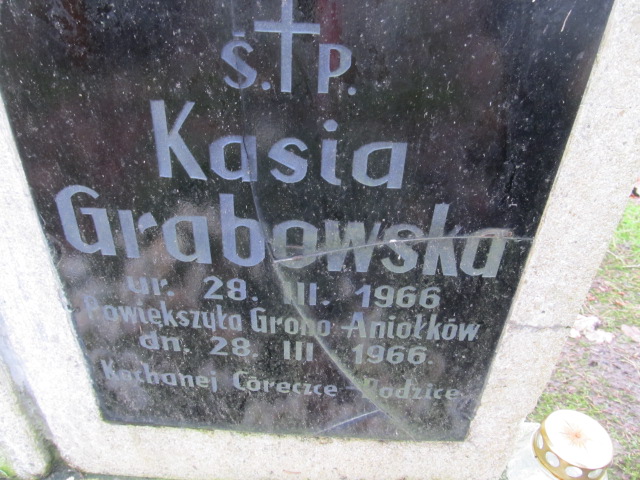 Ś. P.
Kasia
Grabowska
ur. 28. III. 1966
Powiększyła Grono Aniołków
dn. 28. III 1966.
Kochanej Córeczce - Rodzice